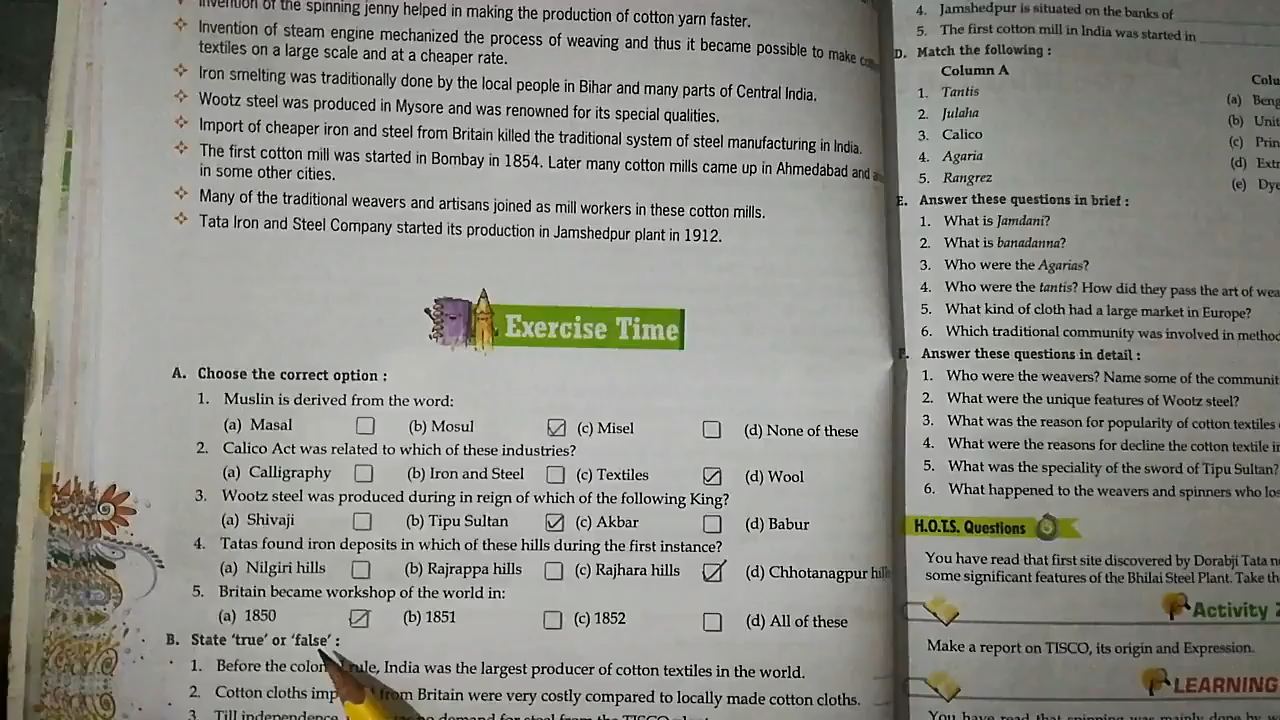 Invention of the spinning jenny helped in making the production of cotton yarn faster.
Invention of steam engine mechanized the process of weaving and thus it became possible to make
textiles on a large scale and at a cheaper rate.
Iron smelting was traditionally done by the local people in Bihar and many parts of Central India.
Wootz steel was produced in Mysore and was renowned for its special qualities.
Import of cheaper iron and steel from Britain killed the traditional system of steel manufacturing in India.
The first cotton mill was started in Bombay in 1854. Later many cotton mills came up in Ahmedabad and
in some other cities.
Many of the traditional weavers and artisans joined as mill workers in these cotton mills.
Tata Iron and Steel Company started its production in Jamshedpur plant in 1912.
Exercise Time
A. Choose the correct option :
1. Muslin is derived from the word:
(a) Masal (b) Mosul (c) Misel (d) None of these
2. Calico Act was related to which of these industries?
(a) Calligraphy (b) Iron and Steel (c) Textiles (d) Wool
3. Wootz steel was produced during in reign of which of the following King?
(a) Shivaji (b) Tipu Sultan (c) Akbar (d) Babur
4. Tatas found iron deposits in which of these hills during the first instance?
(a) Nilgiri hills (b) Rajrappa hills (c) Rajhara hills (d) Chhotanagpur
5. Britain became workshop of the world in:
(a) 1850 (b) 1851 (c) 1852 (d) All of these
B. State 'true' or 'false' :
1. Before the rule, India was the largest producer of cotton textiles in the world.
2. Cotton cloths from Britain were very costly compared to locally made cotton cloths.
3. Till independence demand for steel from the
4. Jamshedpur is situated on the banks of
5. The first cotton mill in India was started in
D. Match the following :
Column A
1. Tantis (a)
2. Julaha (b)
3. Calico (c)
4. Agaria (d)
5. Rangrez (e)
E. Answer these questions in brief :
1. What is Jamdani?
2. What is banadanna?
3. Who were the Agarias?
4. Who were the tantis? How did they pass the art of
5. What kind of cloth had a large market in Europe?
6. Which traditional community was involved in
F. Answer these questions in detail :
1. Who were the weavers? Name some of the
2. What were the unique features of Wootz steel?
3. What was the reason for popularity of cotton textiles
4. What were the reasons for decline the cotton textile
5. What was the speciality of the sword of Tipu Sultan?
6. What happened to the weavers and spinners who
H.O.T.S. Questions
You have read that first site discovered by Dorabji Tata
some significant features of the Bhilai Steel Plant. Take
Activity
Make a report on TISCO, its origin and Expression.
LEARNING
You have read that spinning was mainly done by